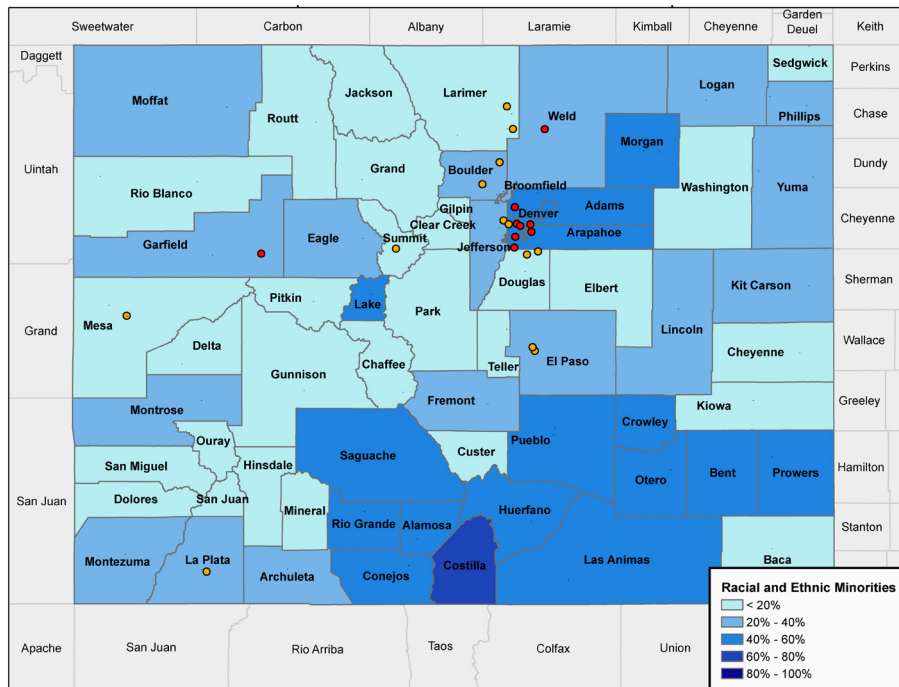 Sweetwater
Carbon
Albany
Laramie
Kimball
Cheyenne
Garden
Deuel
Keith
Daggett
Perkins
Sedgwick
Moffat
Routt
Jackson
Larimer
Weld
Logan
Phillips
Chase
Morgan
Uintah
Rio Blanco
Grand
Boulder
Broomfield
Washington
Yuma
Dundy
Gilpin
Adams
Denver
Clear Creek
Cheyenne
Garfield
Eagle
Summit
Jefferson
Arapahoe
Douglas
Elbert
Sherman
Pitkin
Lake
Park
Kit Carson
Grand
Mesa
Lincoln
Delta
Chaffee
Teller
El Paso
Cheyenne
Wallace
Gunnison
Fremont
Kiowa
Greeley
Montrose
Ouray
Crowley
Pueblo
Saguache
Custer
San Miguel
Hinsdale
Otero
Bent
Prowers
Hamilton
San Juan
Dolores
San Juan
Mineral
Rio Grande
Alamosa
Huerfano
Stanton
Montezuma
La Plata
Archuleta
Conejos
Costilla
Las Animas
Baca
Apache
San Juan
Rio Arriba
Taos
Colfax
Union
Racial and Ethnic Minorities
< 20%
20% - 40%
40% - 60%
60% - 80%
80% - 100%